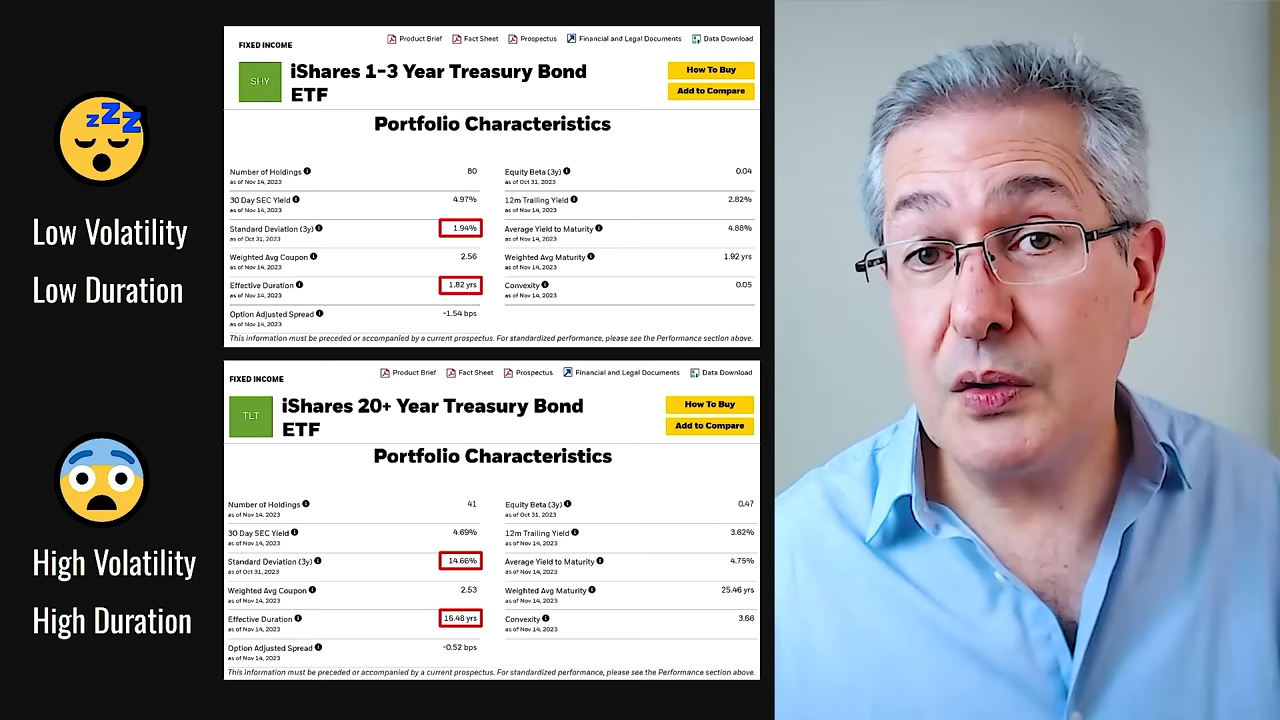 zZZ
Low Volatility
Low Duration
FIXED INCOME
Product Brief Fact Sheet Prospectus Financial and Legal Documents Data Download
SHY
iShares 1-3 Year Treasury Bond
ETF
How To Buy
Add to Compare
Portfolio Characteristics
Number of Holdings 80 Equity Beta (3y) 0.04
as of Nov 14, 2023 as of Oct 31, 2023
30 Day SEC Yield 4.97% 12m Trailing Yield 2.82%
as of Nov 14, 2023 as of Nov 14, 2023
Standard Deviation (3y) 1.94% Average Yield to Maturity 4.88%
as of Oct 31, 2023 as of Nov 14, 2023
Weighted Avg Coupon 2.56 Weighted Avg Maturity 1.92 yrs
as of Nov 14, 2023 as of Nov 14, 2023
Effective Duration 1.82 yrs Convexity 0.05
as of Nov 14, 2023 as of Nov 14, 2023
Option Adjusted Spread -1.54 bps
as of Nov 14, 2023
This information must be preceded or accompanied by a current prospectus. For standardized performance, please see the Performance section above.
High Volatility
High Duration
FIXED INCOME
Product Brief Fact Sheet Prospectus Financial and Legal Documents Data Download
TLT
iShares 20+ Year Treasury Bond
ETF
How To Buy
Add to Compare
Portfolio Characteristics
Number of Holdings 41 Equity Beta (3y) 0.47
as of Nov 14, 2023 as of Oct 31, 2023
30 Day SEC Yield 4.69% 12m Trailing Yield 3.62%
as of Nov 14, 2023 as of Nov 14, 2023
Standard Deviation (3y) 14.66% Average Yield to Maturity 4.75%
as of Oct 31, 2023 as of Nov 14, 2023
Weighted Avg Coupon 2.53 Weighted Avg Maturity 25.46 yrs
as of Nov 14, 2023 as of Nov 14, 2023
Effective Duration 16.48 yrs Convexity 3.66
as of Nov 14, 2023 as of Nov 14, 2023
Option Adjusted Spread -0.52 bps
as of Nov 14, 2023
This information must be preceded or accompanied by a current prospectus. For standardized performance, please see the Performance section above.